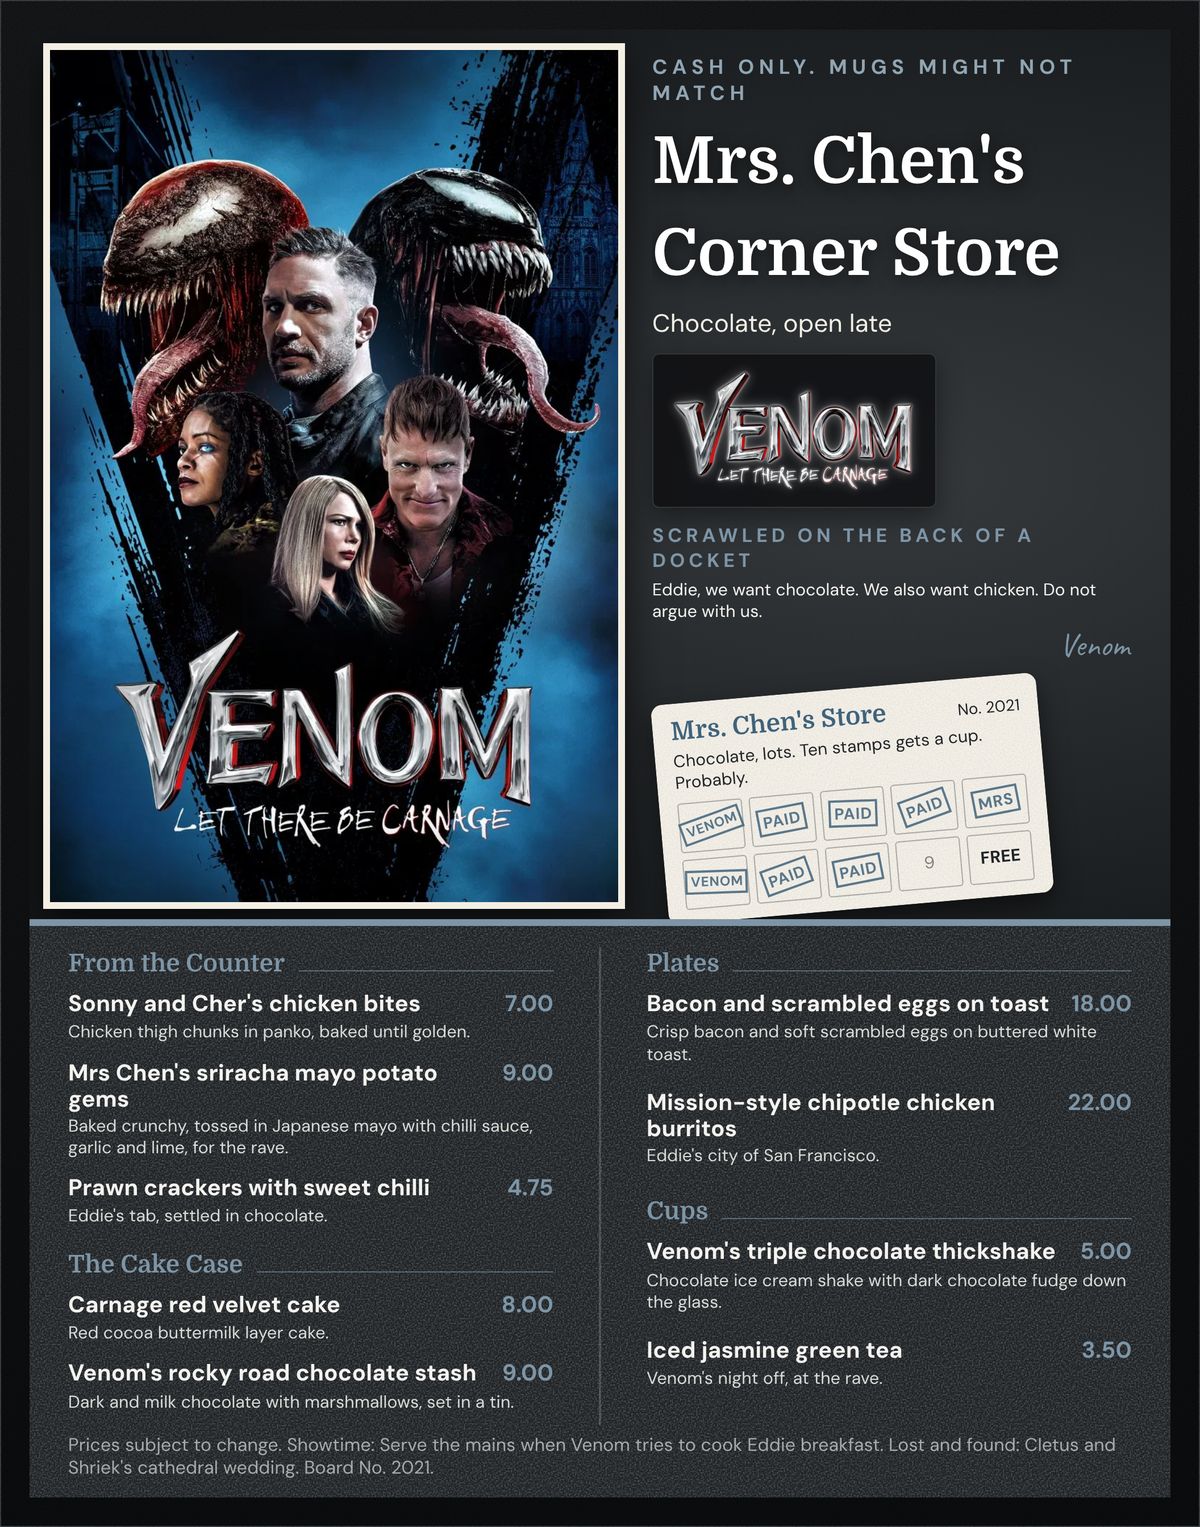 CASH ONLY. MUGS MIGHT NOT
MATCH
Mrs. Chen's
Corner Store
Chocolate, open late
VENOM
LET THERE BE CARNAGE
SCRAWLED ON THE BACK OF A
DOCKET
Eddie, we want chocolate. We also want chicken. Do not
argue with us.
Venom
VENOM
LET THERE BE CARNAGE
Mrs. Chen's Store
No. 2021
Chocolate, lots. Ten stamps gets a cup.
Probably.
VENOM PAID PAID PAID MRS
VENOM PAID PAID 9 FREE
From the Counter
Sonny and Cher's chicken bites 7.00
Chicken thigh chunks in panko, baked until golden.
Mrs Chen's sriracha mayo potato 9.00
gems
Baked crunchy, tossed in Japanese mayo with chilli sauce,
garlic and lime, for the rave.
Prawn crackers with sweet chilli 4.75
Eddie's tab, settled in chocolate.
The Cake Case
Carnage red velvet cake 8.00
Red cocoa buttermilk layer cake.
Venom's rocky road chocolate stash 9.00
Dark and milk chocolate with marshmallows, set in a tin.
Plates
Bacon and scrambled eggs on toast 18.00
Crisp bacon and soft scrambled eggs on buttered white
toast.
Mission-style chipotle chicken 22.00
burritos
Eddie's city of San Francisco.
Cups
Venom's triple chocolate thickshake 5.00
Chocolate ice cream shake with dark chocolate fudge down
the glass.
Iced jasmine green tea 3.50
Venom's night off, at the rave.
Prices subject to change. Showtime: Serve the mains when Venom tries to cook Eddie breakfast. Lost and found: Cletus and
Shriek's cathedral wedding. Board No. 2021.